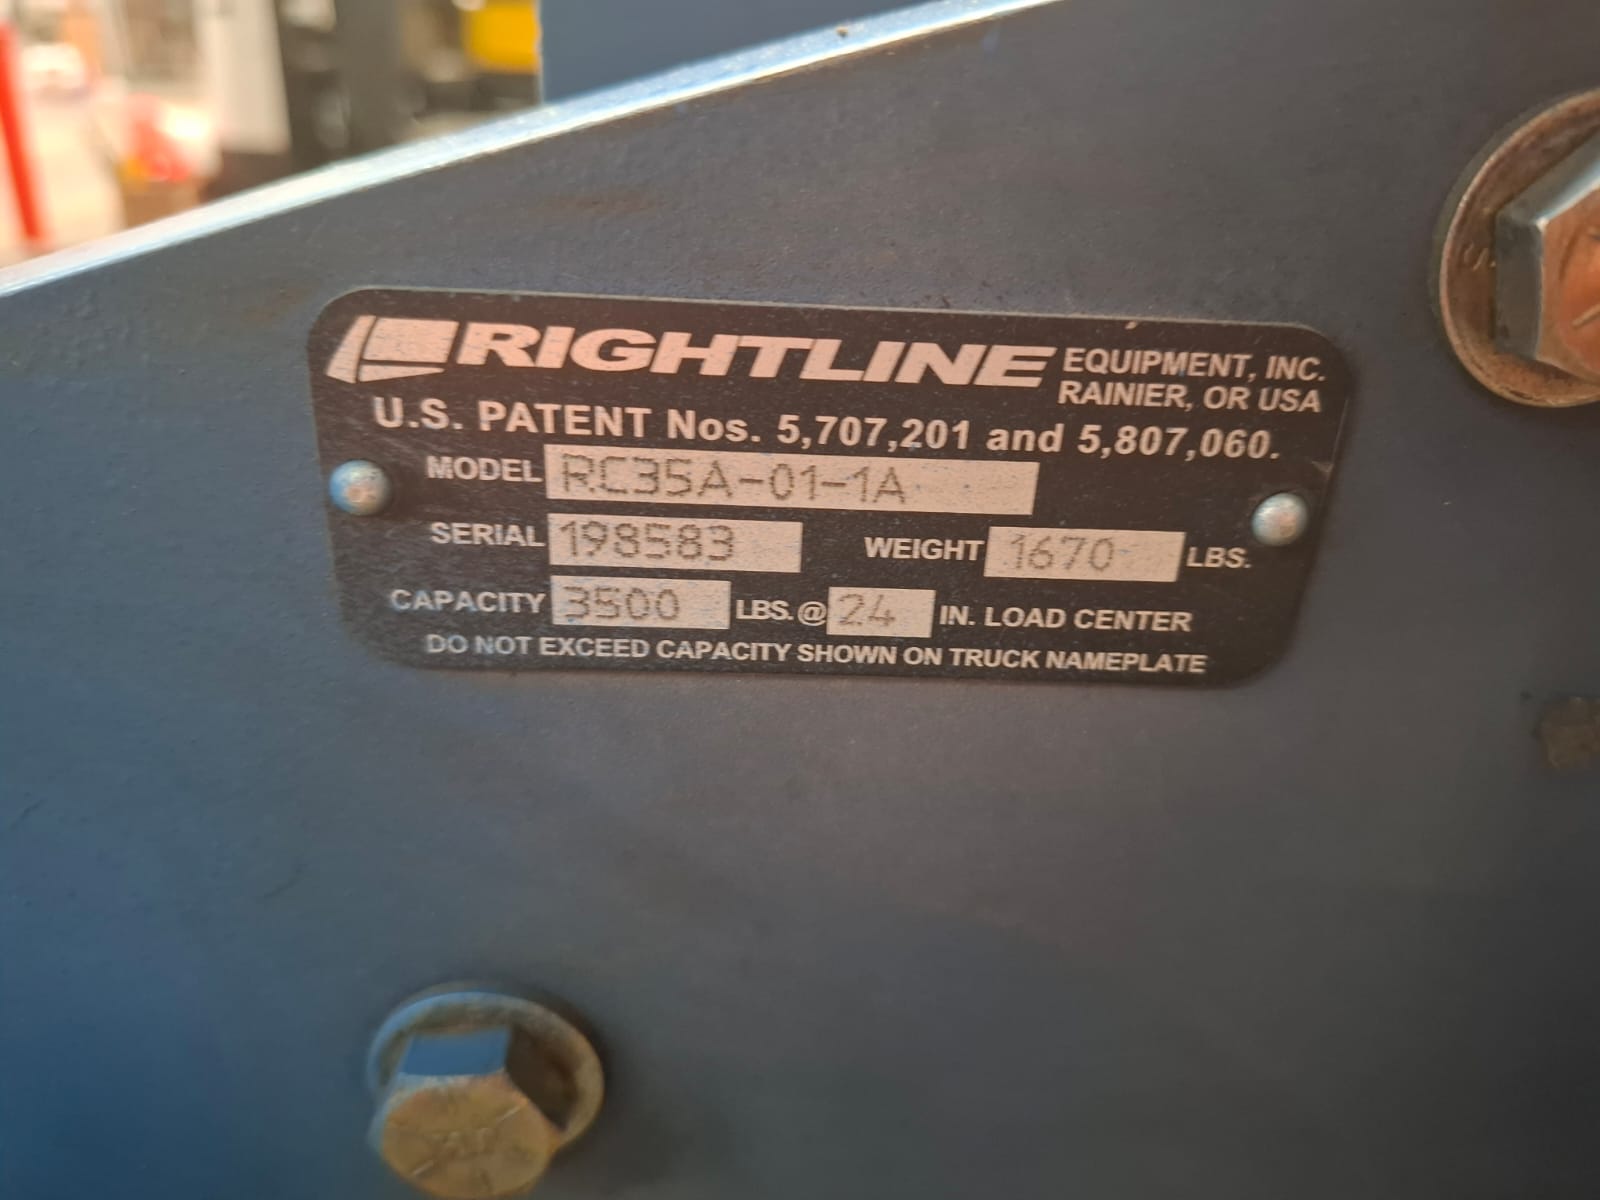 RIGHTLINE EQUIPMENT, INC.
RAINIER, OR USA
U.S. PATENT Nos. 5,707,201 and 5,807,060.
MODEL RC35A-01-1A
SERIAL 198583 WEIGHT 1670 LBS.
CAPACITY 3500 LBS.@ 24 IN. LOAD CENTER
DO NOT EXCEED CAPACITY SHOWN ON TRUCK NAMEPLATE